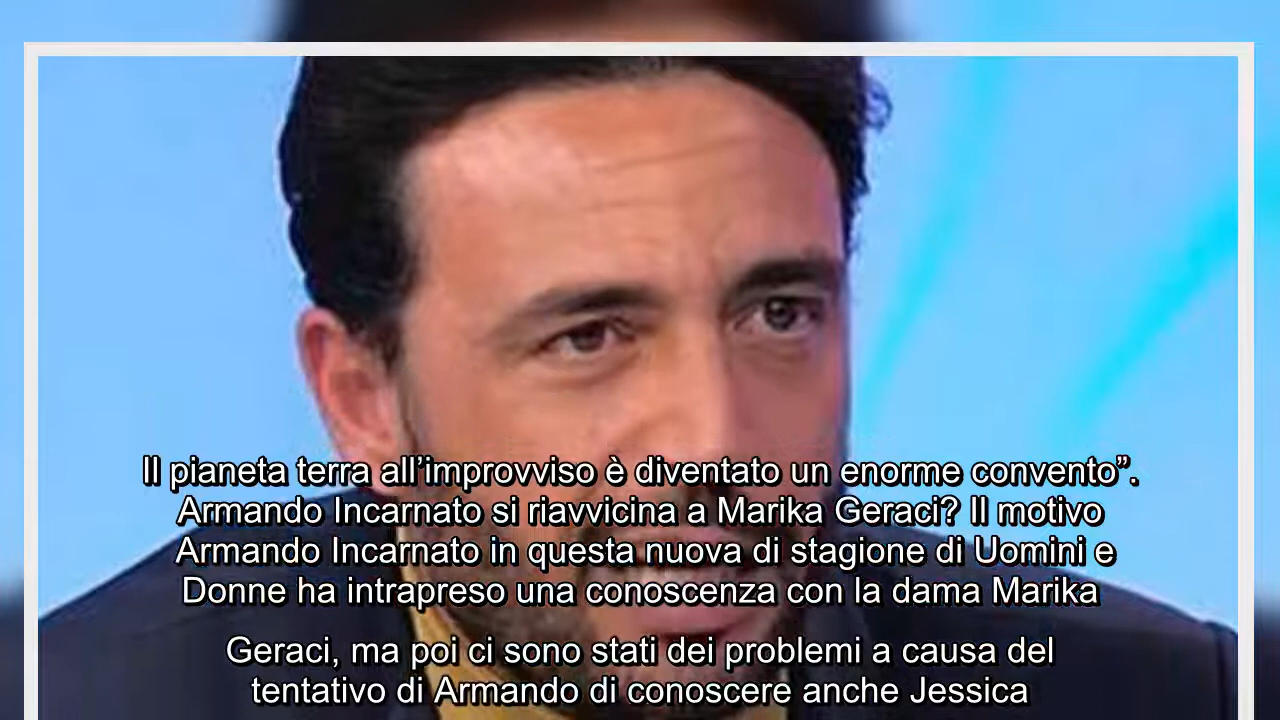 Il pianeta terra all’improvviso è diventato un enorme convento”.
Armando Incarnato si riavvicina a Marika Geraci? Il motivo
Armando Incarnato in questa nuova di stagione di Uomini e
Donne ha intrapreso una conoscenza con la dama Marika
Geraci, ma poi ci sono stati dei problemi a causa del
tentativo di Armando di conoscere anche Jessica